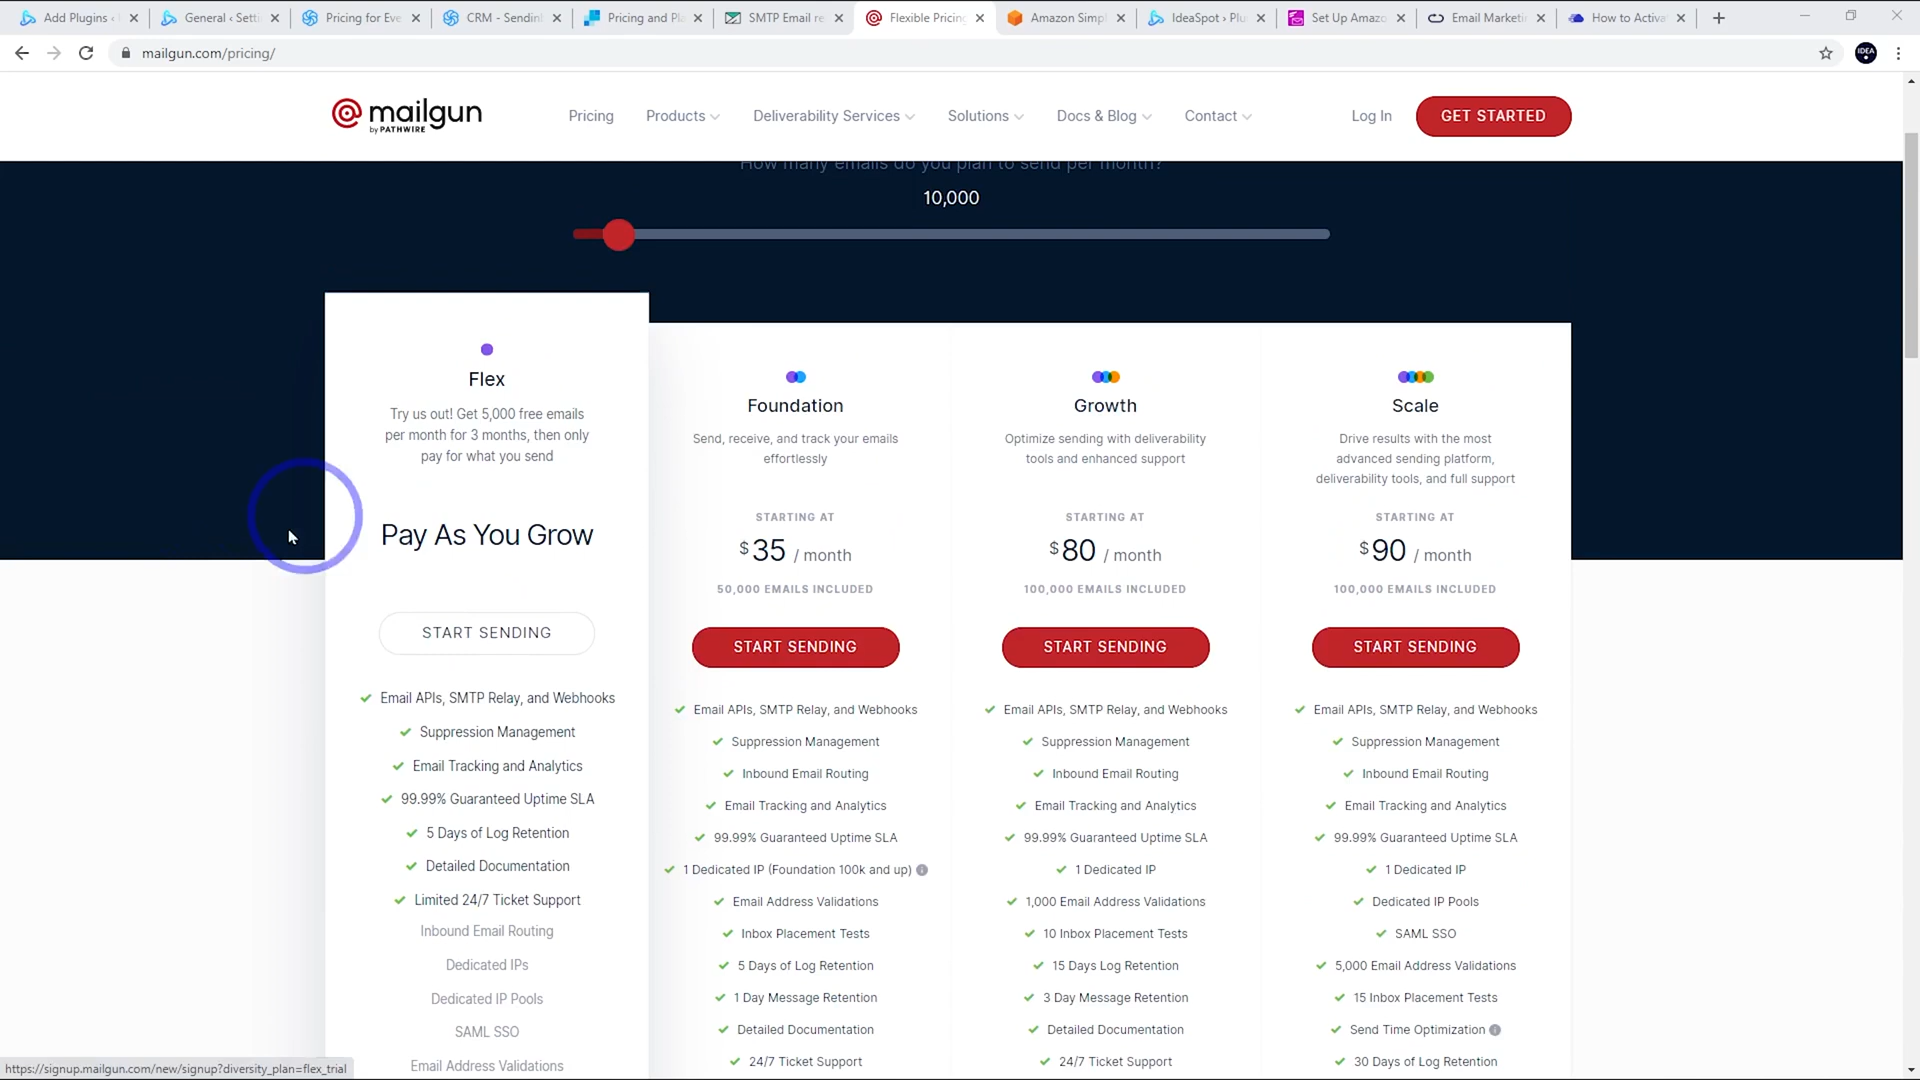 Add Plugins ‹
General ‹ Setti
Pricing for Eve
CRM - Sendin
Pricing and Pla
SMTP Email re
Flexible Pricing
Amazon Simpl
IdeaSpot › Plu
Set Up Amazo
Email Marketi
How to Activa
mailgun.com/pricing/
IDEA
mailgun
by PATHWIRE
Pricing
Products
Deliverability Services
Solutions
Docs & Blog
Contact
Log In
GET STARTED
How many emails do you plan to send per month?
10,000
Flex
Try us out! Get 5,000 free emails
per month for 3 months, then only
pay for what you send
Pay As You Grow
START SENDING
Email APIs, SMTP Relay, and Webhooks
Suppression Management
Email Tracking and Analytics
99.99% Guaranteed Uptime SLA
5 Days of Log Retention
Detailed Documentation
Limited 24/7 Ticket Support
Inbound Email Routing
Dedicated IPs
Dedicated IP Pools
SAML SSO
Email Address Validations
Foundation
Send, receive, and track your emails
effortlessly
STARTING AT
$35 / month
50,000 EMAILS INCLUDED
START SENDING
Email APIs, SMTP Relay, and Webhooks
Suppression Management
Inbound Email Routing
Email Tracking and Analytics
99.99% Guaranteed Uptime SLA
1 Dedicated IP (Foundation 100k and up)
Email Address Validations
Inbox Placement Tests
5 Days of Log Retention
1 Day Message Retention
Detailed Documentation
24/7 Ticket Support
Growth
Optimize sending with deliverability
tools and enhanced support
STARTING AT
$80 / month
100,000 EMAILS INCLUDED
START SENDING
Email APIs, SMTP Relay, and Webhooks
Suppression Management
Inbound Email Routing
Email Tracking and Analytics
99.99% Guaranteed Uptime SLA
1 Dedicated IP
1,000 Email Address Validations
10 Inbox Placement Tests
15 Days Log Retention
3 Day Message Retention
Detailed Documentation
24/7 Ticket Support
Scale
Drive results with the most
advanced sending platform,
deliverability tools, and full support
STARTING AT
$90 / month
100,000 EMAILS INCLUDED
START SENDING
Email APIs, SMTP Relay, and Webhooks
Suppression Management
Inbound Email Routing
Email Tracking and Analytics
99.99% Guaranteed Uptime SLA
1 Dedicated IP
Dedicated IP Pools
SAML SSO
5,000 Email Address Validations
15 Inbox Placement Tests
Send Time Optimization
30 Days of Log Retention
https://signup.mailgun.com/new/signup?diversity_plan=flex_trial